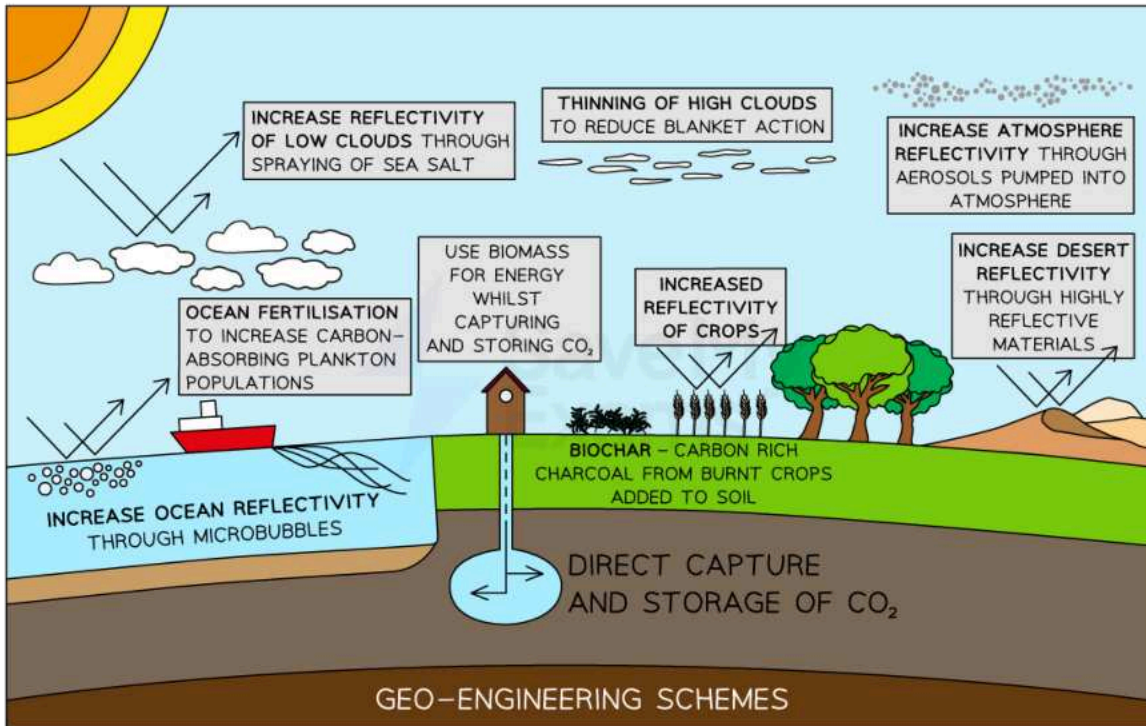 INCREASE REFLECTIVITY
OF LOW CLOUDS THROUGH
SPRAYING OF SEA SALT
THINNING OF HIGH CLOUDS
TO REDUCE BLANKET ACTION
INCREASE ATMOSPHERE
REFLECTIVITY THROUGH
AEROSOLS PUMPED INTO
ATMOSPHERE
OCEAN FERTILISATION
TO INCREASE CARBON-
ABSORBING PLANKTON
POPULATIONS
USE BIOMASS
FOR ENERGY
WHILST
CAPTURING
AND STORING CO₂
INCREASED
REFLECTIVITY
OF CROPS
INCREASE DESERT
REFLECTIVITY
THROUGH HIGHLY
REFLECTIVE
MATERIALS
INCREASE OCEAN REFLECTIVITY
THROUGH MICROBUBBLES
BIOCHAR – CARBON RICH
CHARCOAL FROM BURNT CROPS
ADDED TO SOIL
DIRECT CAPTURE
AND STORAGE OF CO₂
GEO-ENGINEERING SCHEMES